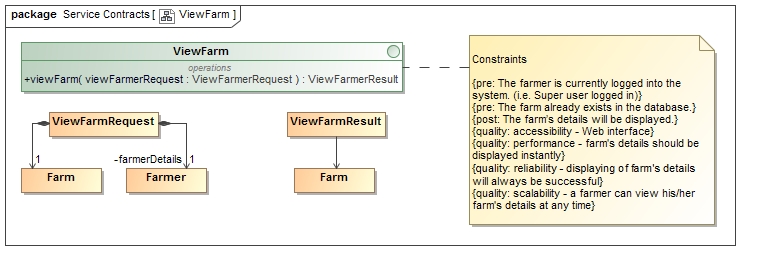 package Service Contracts [ ViewFarm ]
ViewFarm
operations
+viewFarm( viewFarmerRequest : ViewFarmerRequest ) : ViewFarmerResult
ViewFarmRequest
ViewFarmResult
1
-farmerDetails
1
Farm
Farmer
Farm
Constraints
{pre: The farmer is currently logged into the
system. (i.e. Super user logged in)}
{pre: The farm already exists in the database.}
{post: The farm's details will be displayed.}
{quality: accessibility - Web interface}
{quality: performance - farm's details should be
displayed instantly}
{quality: reliability - displaying of farm's details
will always be successful}
{quality: scalability - a farmer can view his/her
farm's details at any time}